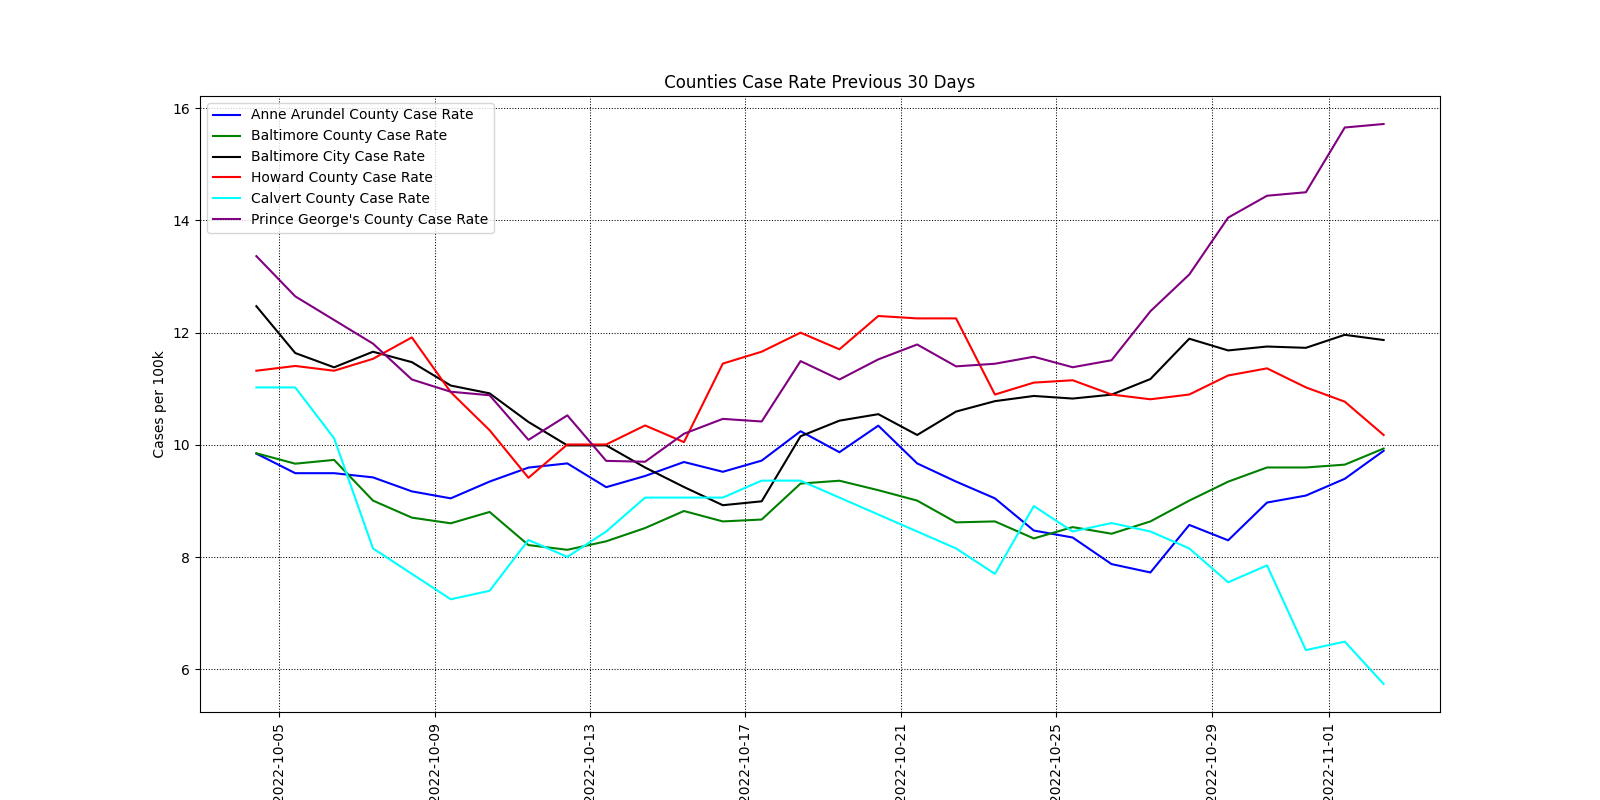 Counties Case Rate Previous 30 Days
16
14
12
10
8
6
Cases per 100k
Anne Arundel County Case Rate
Baltimore County Case Rate
Baltimore City Case Rate
Howard County Case Rate
Calvert County Case Rate
Prince George's County Case Rate
2022-10-05
2022-10-09
2022-10-13
2022-10-17
2022-10-21
2022-10-25
2022-10-29
2022-11-01